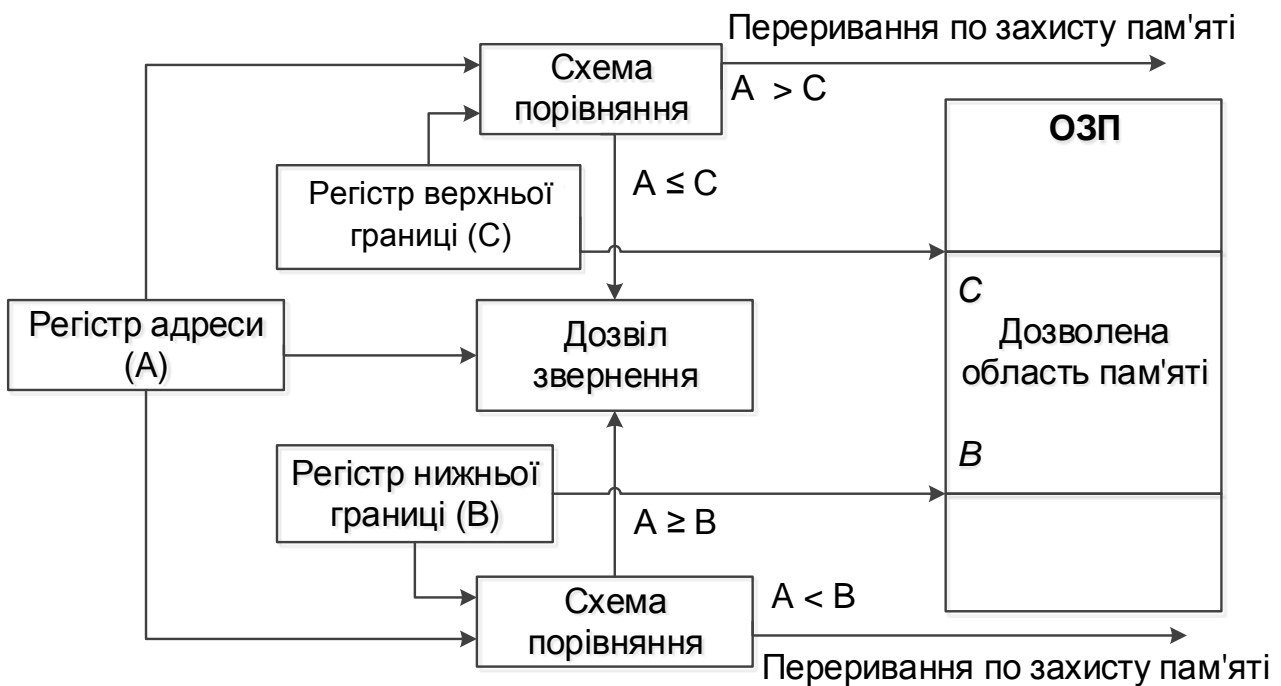 Переривання по захисту пам'яті
Схема
порівняння
A > C
ОЗП
Регістр верхньої
границі (C)
A ≤ C
C
Регістр адреси
(A)
Дозвіл
звернення
Дозволена
область пам'яті
B
Регістр нижньої
границі (B)
A ≥ B
Схема
порівняння
A < B
Переривання по захисту пам'яті